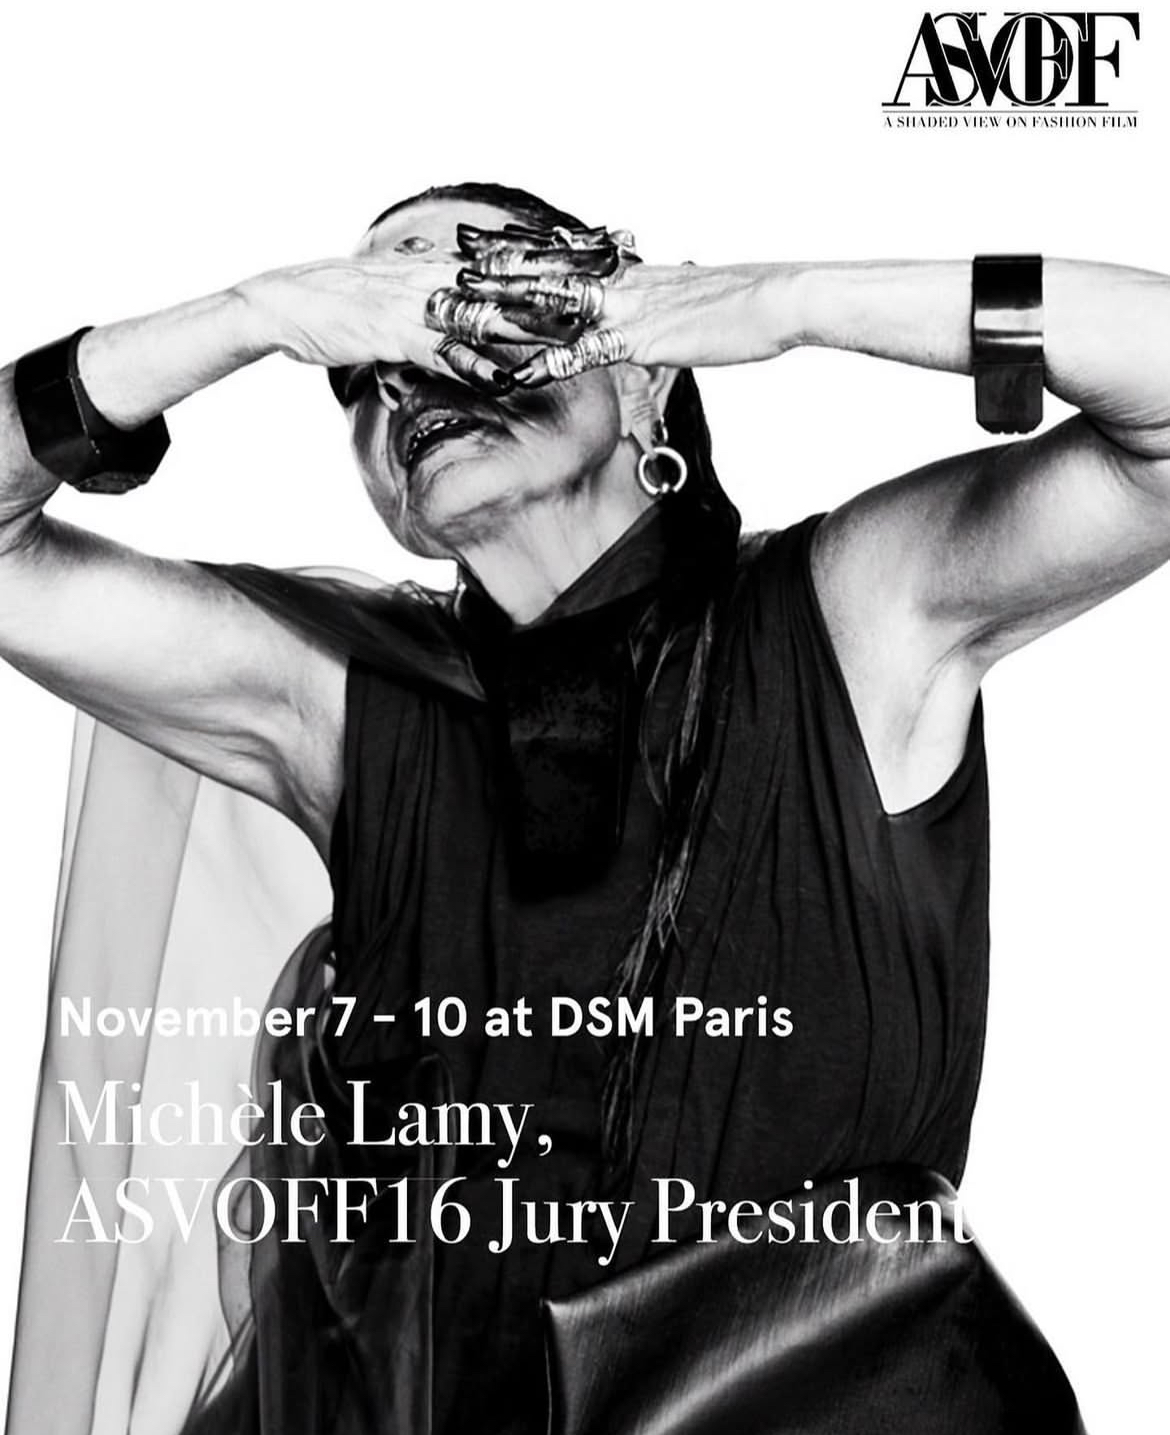 ASVOFF
A SHADED VIEW ON FASHION FILM
November 7 – 10 at DSM Paris
Michèle Lamy,
ASVOFF16 Jury President